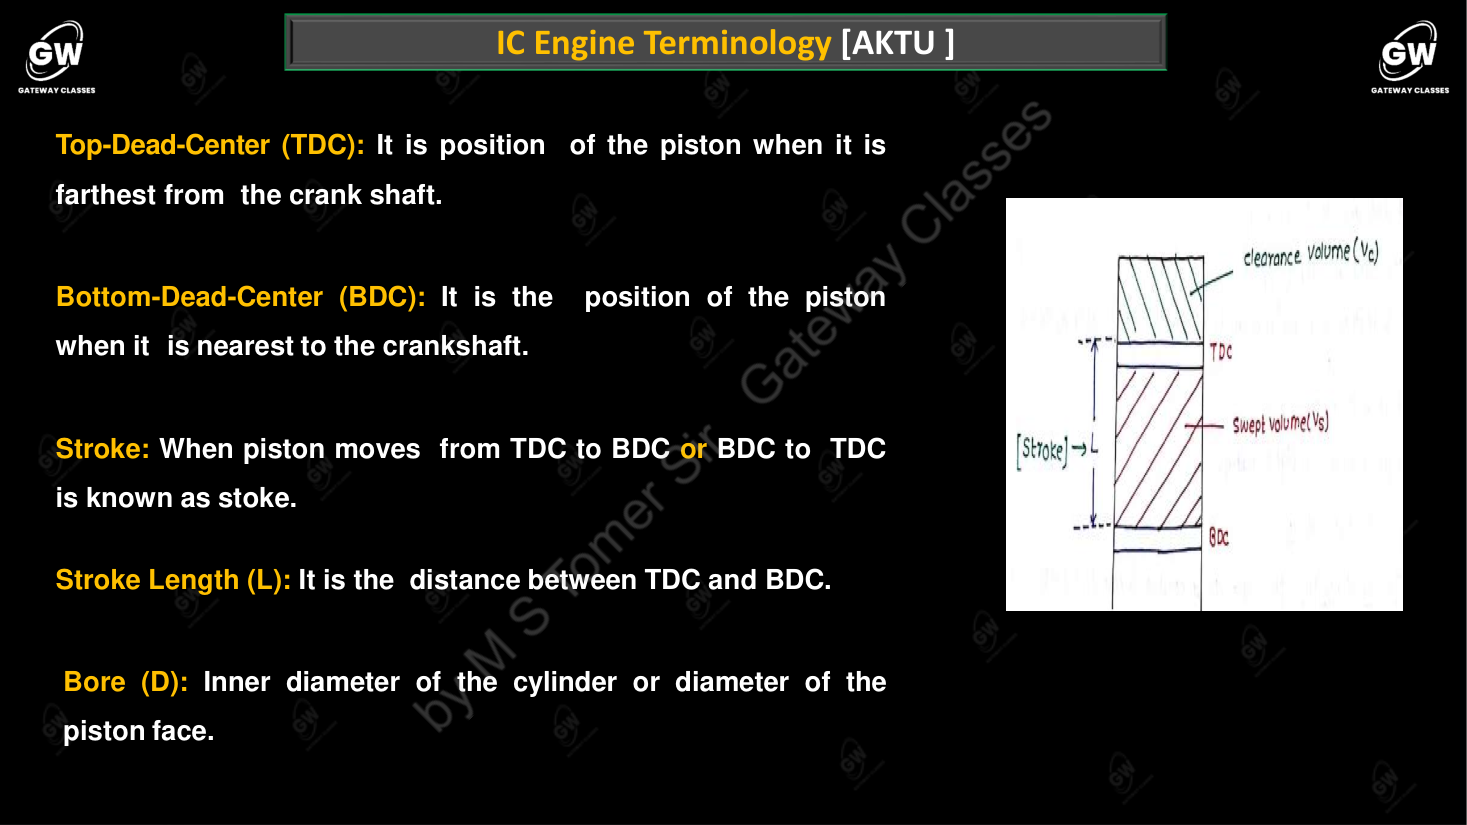 IC Engine Terminology [AKTU ]
GW
GATEWAY CLASSES
GW
GATEWAY CLASSES
Top-Dead-Center (TDC): It is position of the piston when it is
farthest from the crank shaft.
Bottom-Dead-Center (BDC): It is the position of the piston
when it is nearest to the crankshaft.
Stroke: When piston moves from TDC to BDC or BDC to TDC
is known as stoke.
Stroke Length (L): It is the distance between TDC and BDC.
Bore (D): Inner diameter of the cylinder or diameter of the
piston face.
clearance volume (Vc)
TDC
swept volume (Vs)
[Stroke] → L
BDC
by M S Tomer Sir Gateway Classes